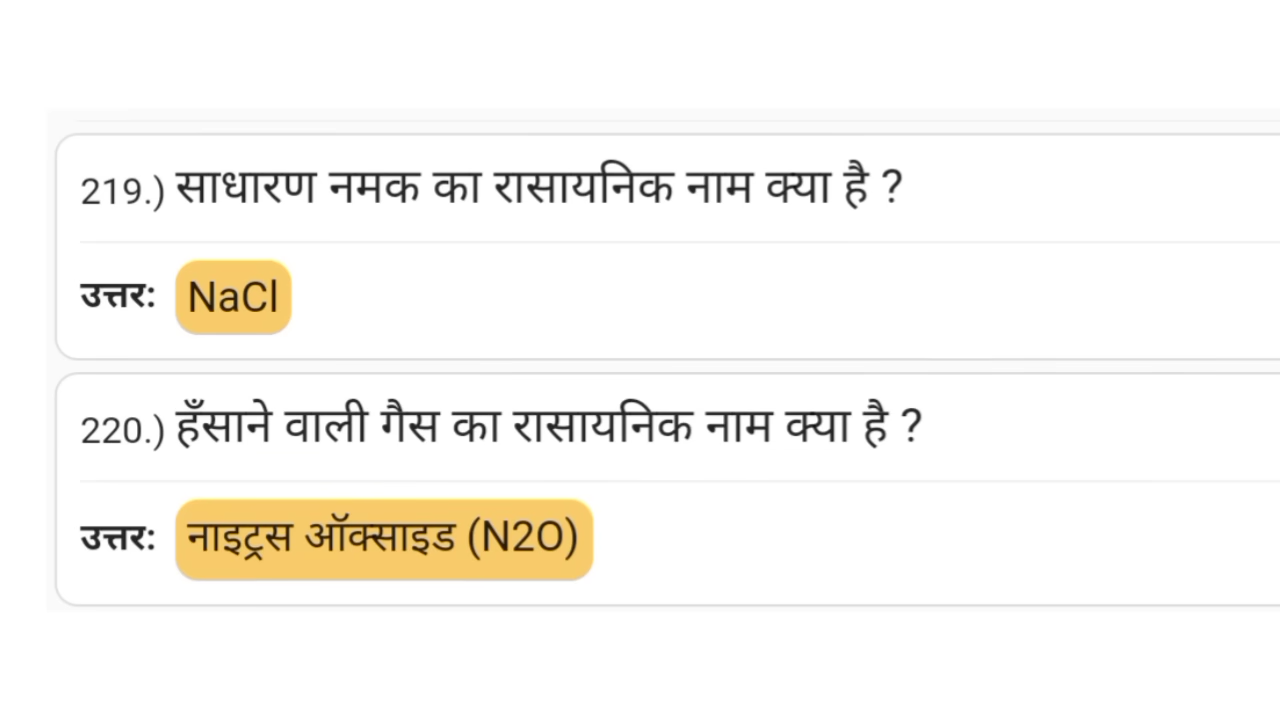 219.) साधारण नमक का रासायनिक नाम क्या है ?
उत्तर: NaCl
220.) हँसाने वाली गैस का रासायनिक नाम क्या है ?
उत्तर: नाइट्रस ऑक्साइड (N2O)